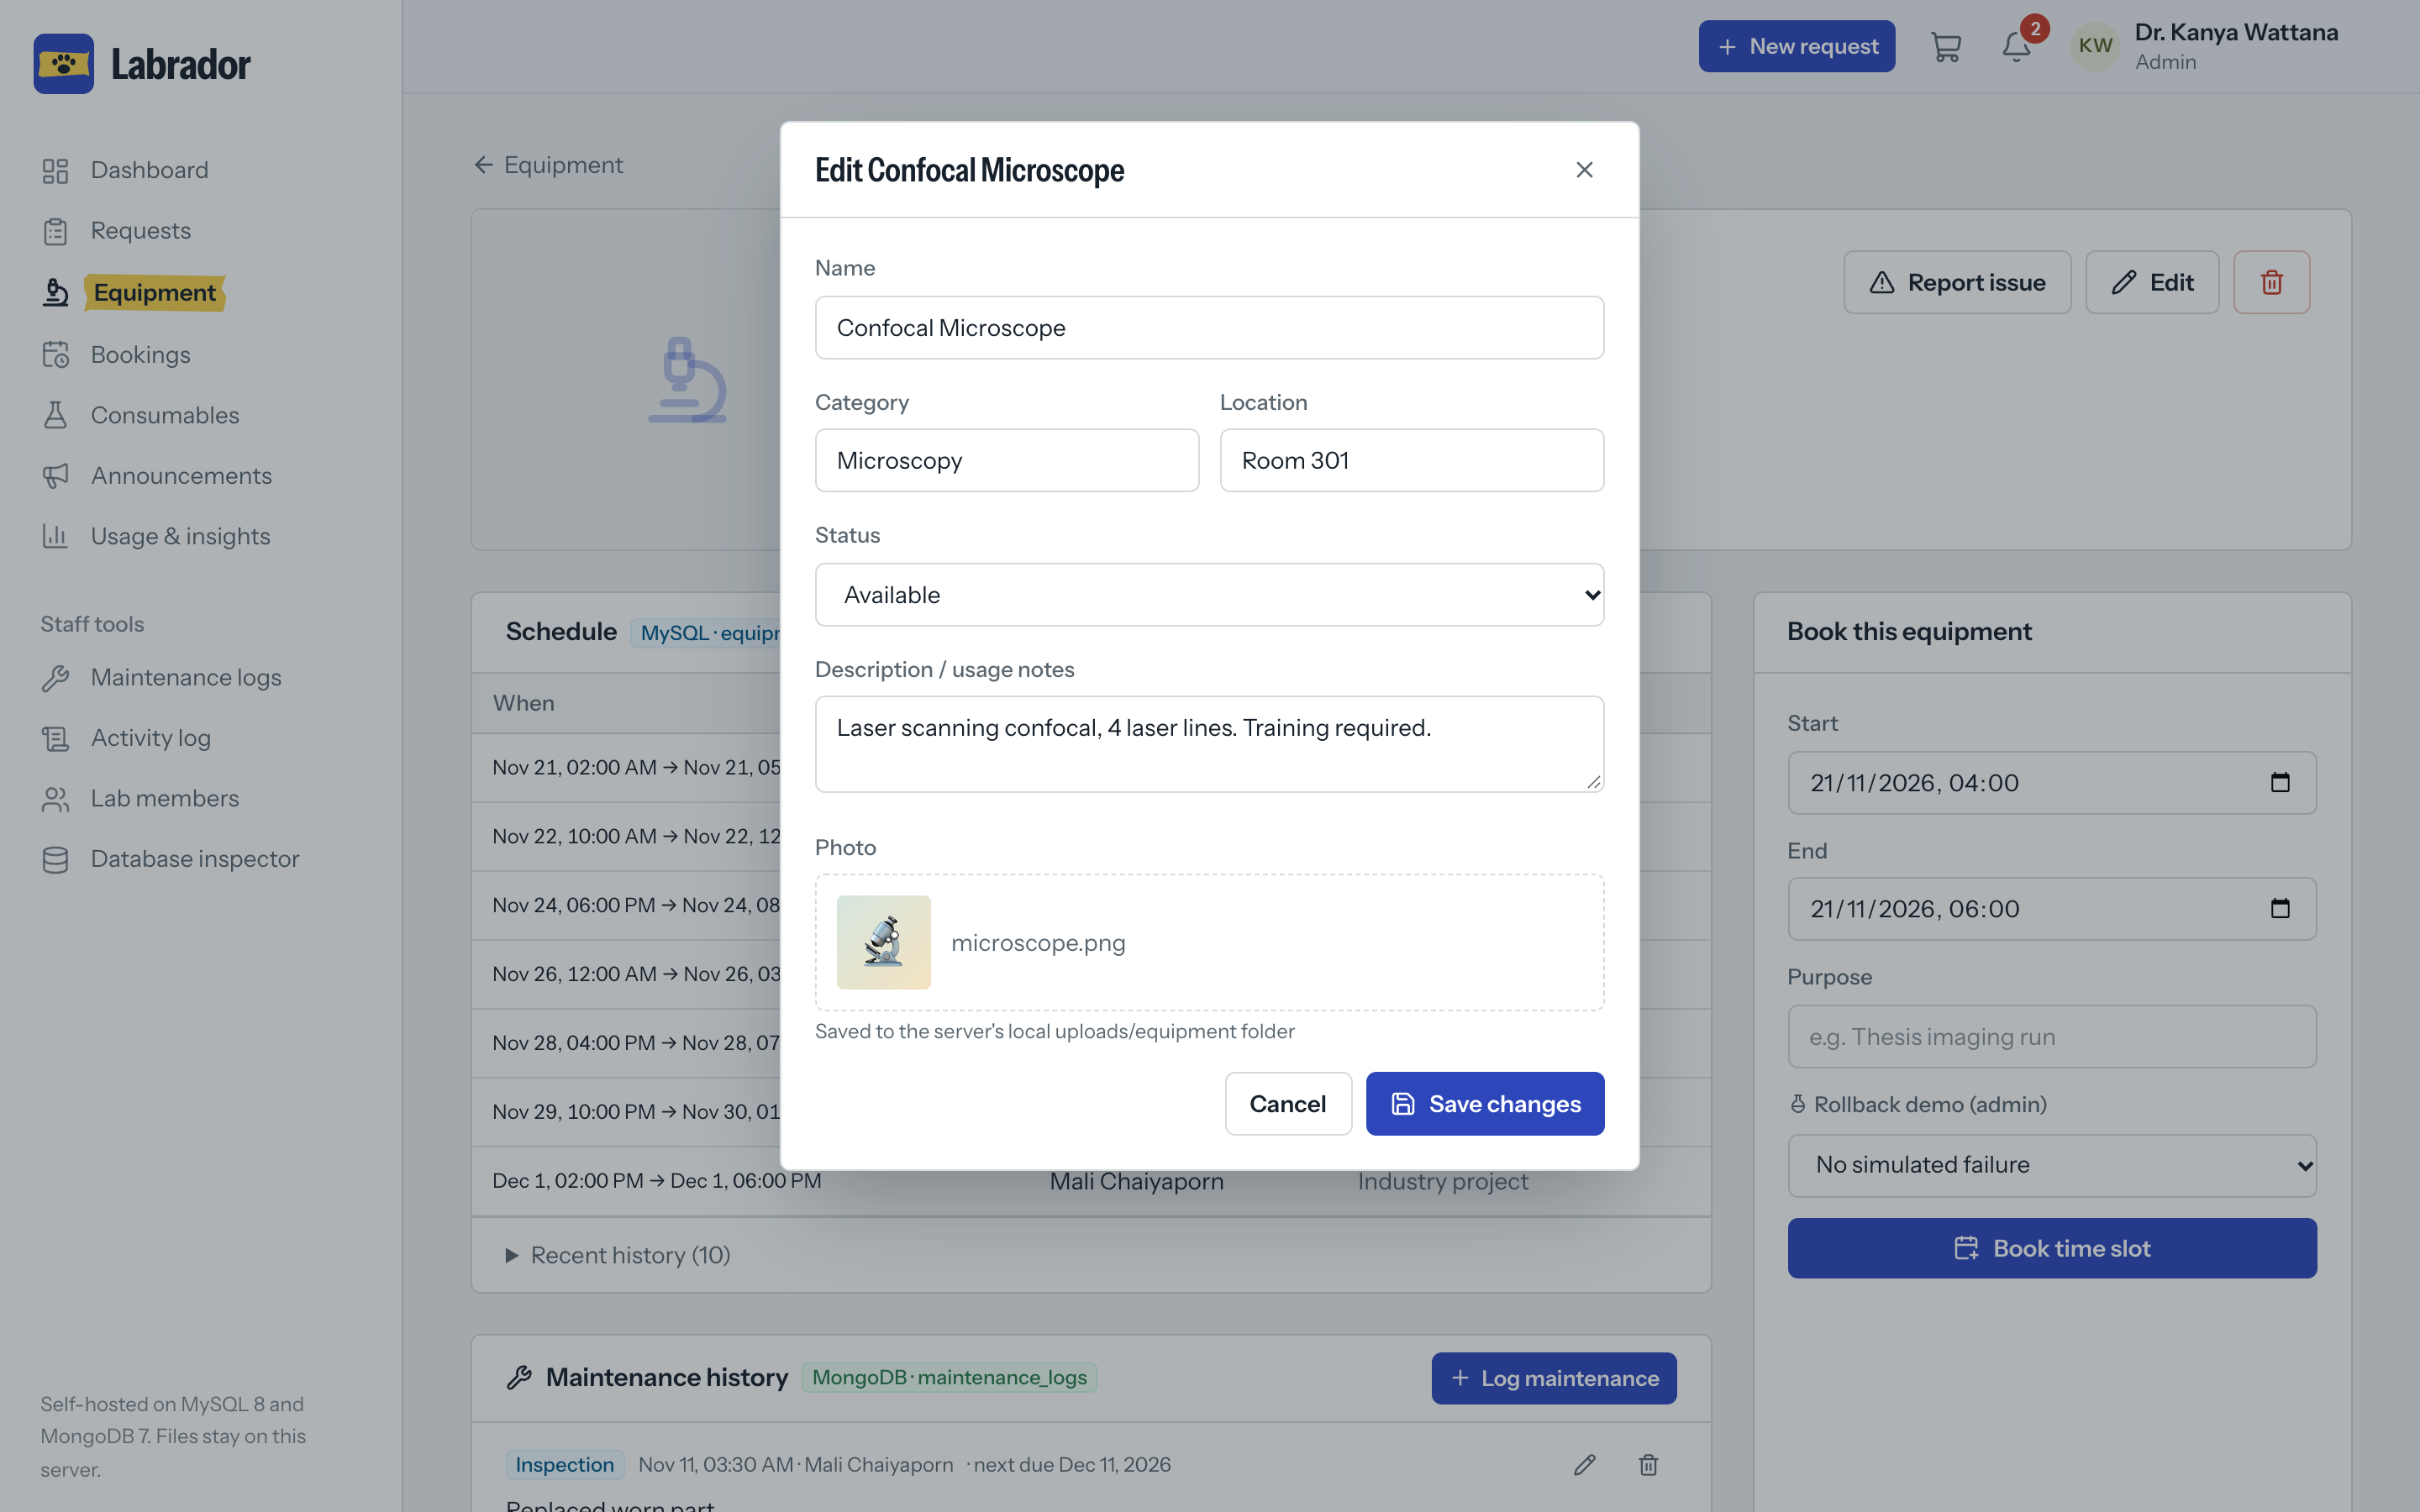 Labrador
Dashboard
Requests
Equipment
Bookings
Consumables
Announcements
Usage & insights
Staff tools
Maintenance logs
Activity log
Lab members
Database inspector
Self-hosted on MySQL 8 and
MongoDB 7. Files stay on this
server.
New request
2
KW
Dr. Kanya Wattana
Admin
Equipment
Report issue
Edit
Edit Confocal Microscope
Name
Confocal Microscope
Category
Location
Microscopy
Room 301
Status
Available
Description / usage notes
Laser scanning confocal, 4 laser lines. Training required.
Photo
microscope.png
Saved to the server's local uploads/equipment folder
Cancel
Save changes
Schedule
MySQL ·
When
Nov 21, 02:00 AM → Nov 21, 05
Nov 22, 10:00 AM → Nov 22, 12
Nov 24, 06:00 PM → Nov 24, 08
Nov 26, 12:00 AM → Nov 26, 03
Nov 28, 04:00 PM → Nov 28, 07
Nov 29, 10:00 PM → Nov 30, 01
Dec 1, 02:00 PM → Dec 1, 06:00 PM Mali Chaiyaporn Industry project
Recent history (10)
Book this equipment
Start
21/11/2026, 04:00
End
21/11/2026, 06:00
Purpose
e.g. Thesis imaging run
Rollback demo (admin)
No simulated failure
Book time slot
Maintenance history
MongoDB · maintenance_logs
Log maintenance
Inspection
Nov 11, 03:30 AM · Mali Chaiyaporn · next due Dec 11, 2026
Replaced worn part